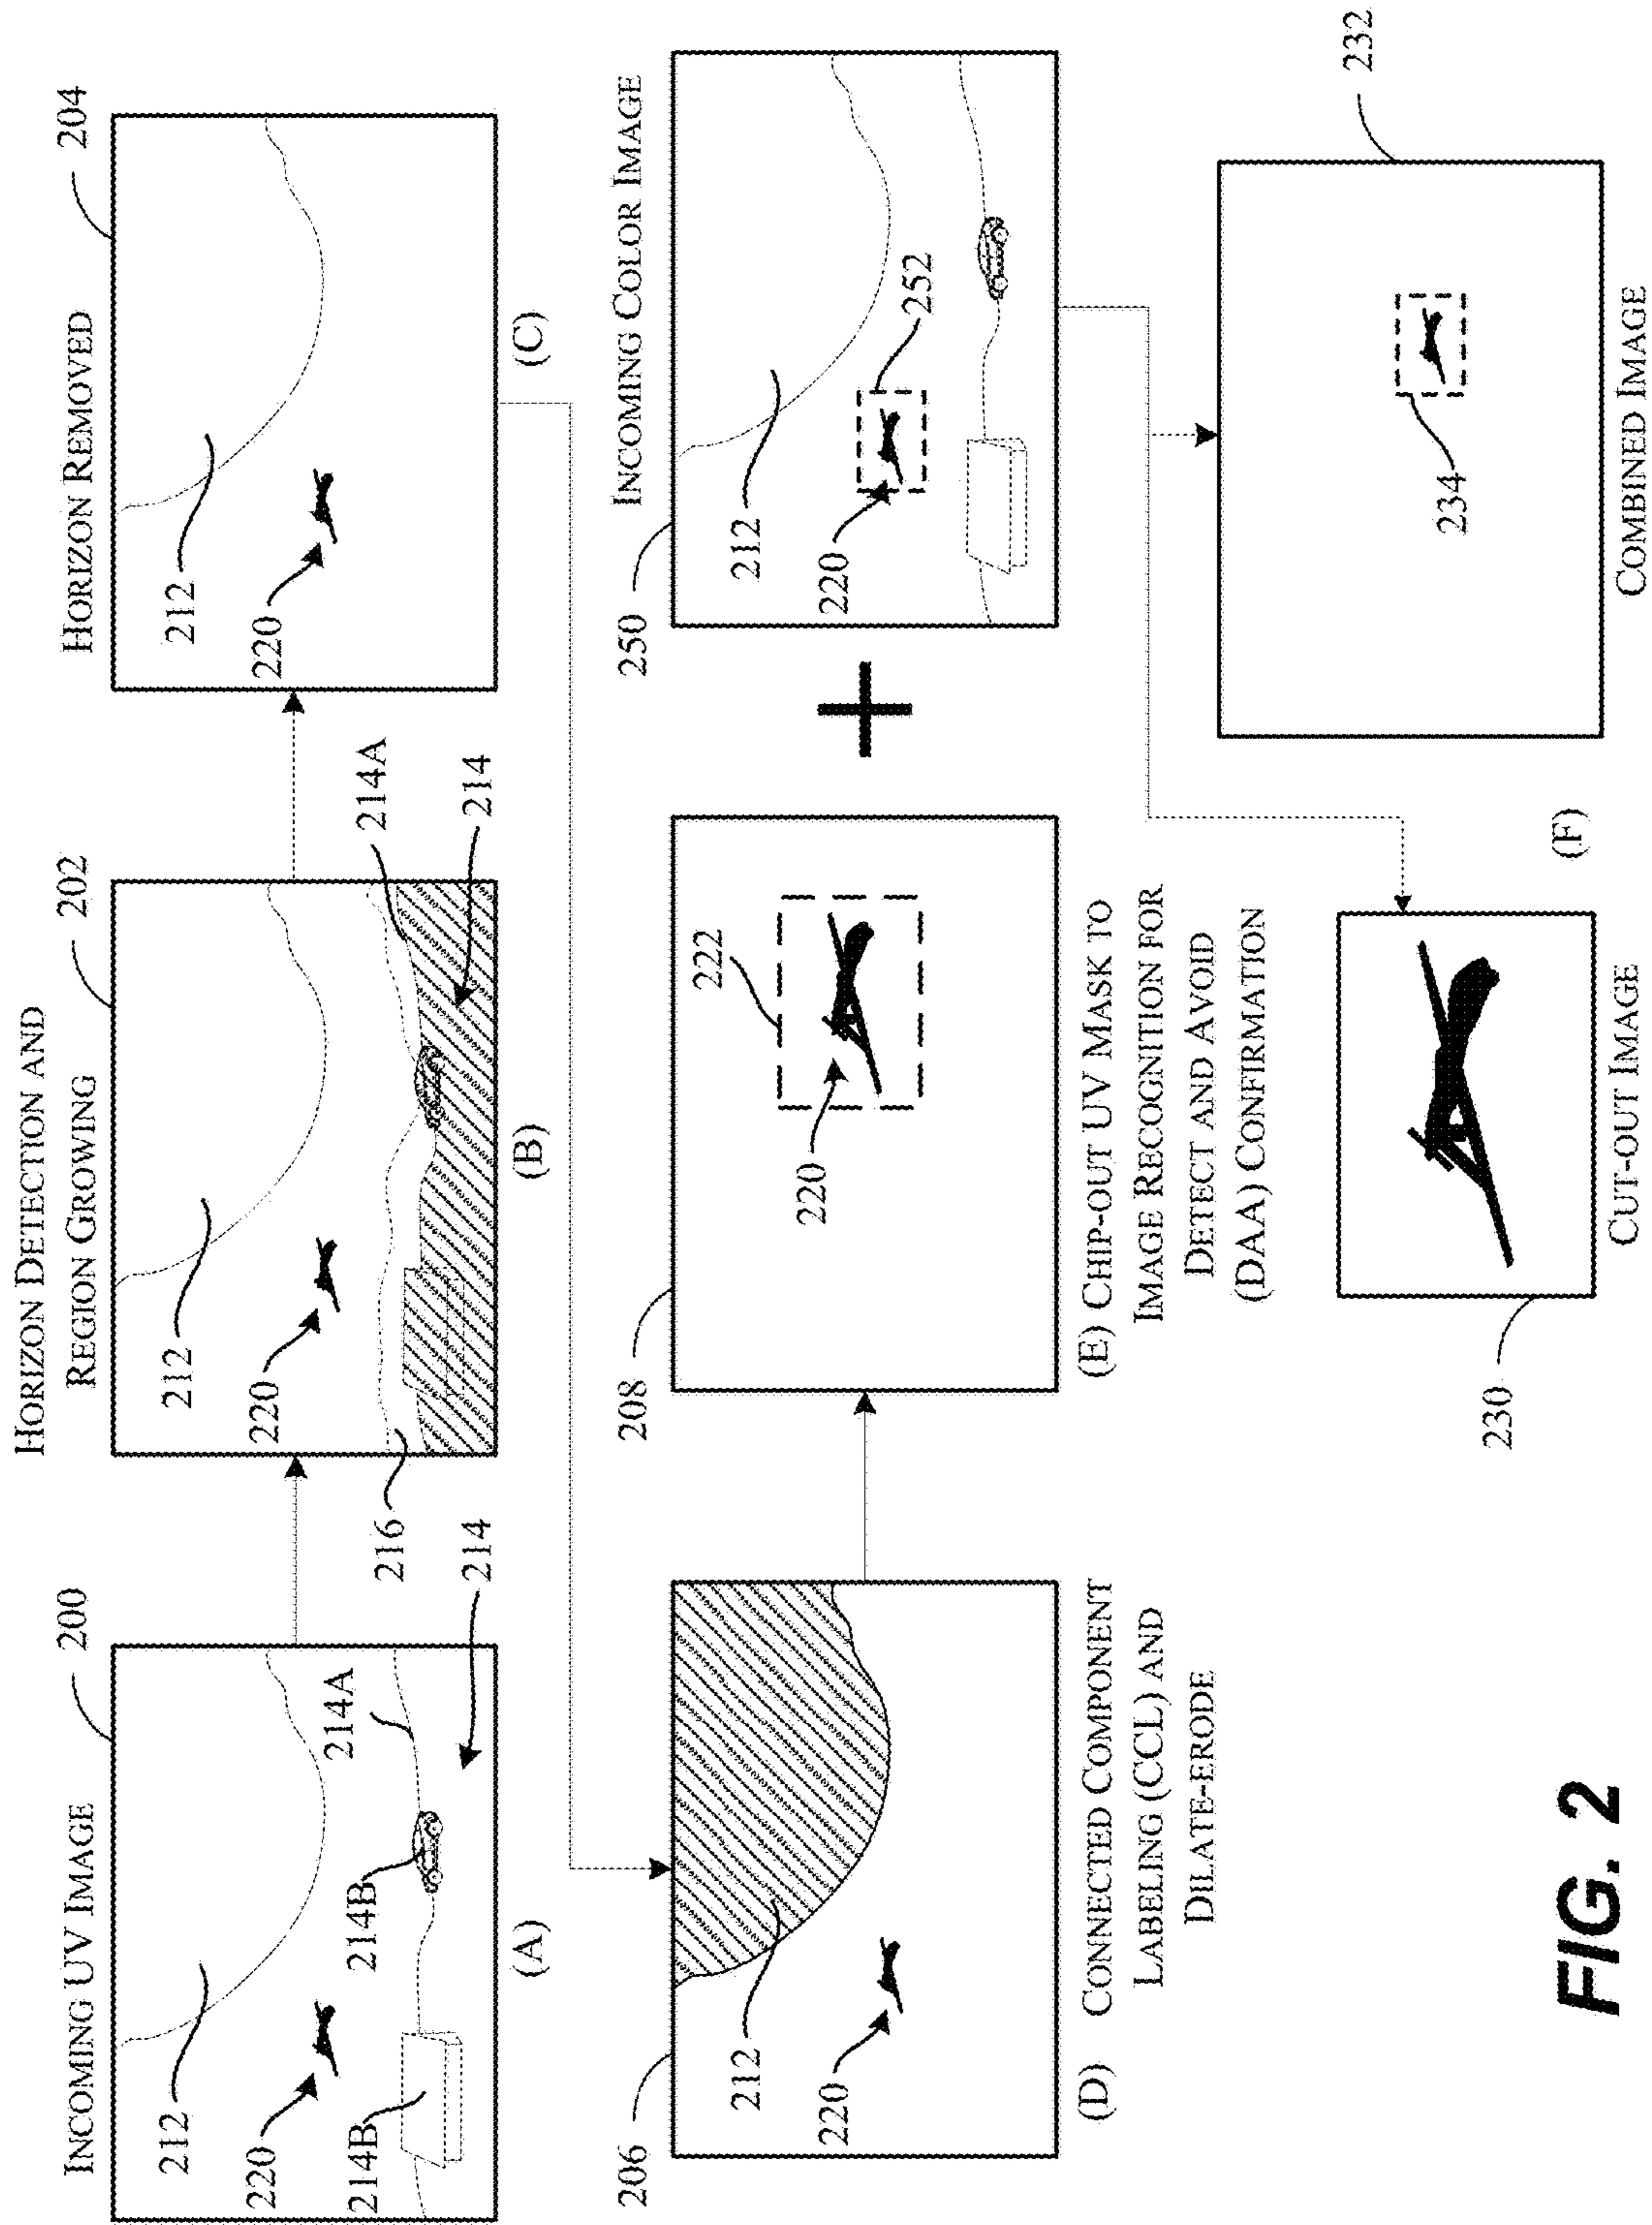 INCOMING UV IMAGE
200
212
220
214A
214B
214B
214
(A)
HORIZON DETECTION AND
REGION GROWING
202
212
220
216
214A
214
(B)
HORIZON REMOVED
204
212
220
(C)
206
212
220
(D) CONNECTED COMPONENT
LABELING (CCL) AND
DILATE-ERODE
208
222
220
(E) CHIP-OUT UV MASK TO
IMAGE RECOGNITION FOR
DETECT AND AVOID
(DAA) CONFIRMATION
+
INCOMING COLOR IMAGE
250
212
220
252
230
CUT-OUT IMAGE
(F)
232
234
COMBINED IMAGE
FIG. 2